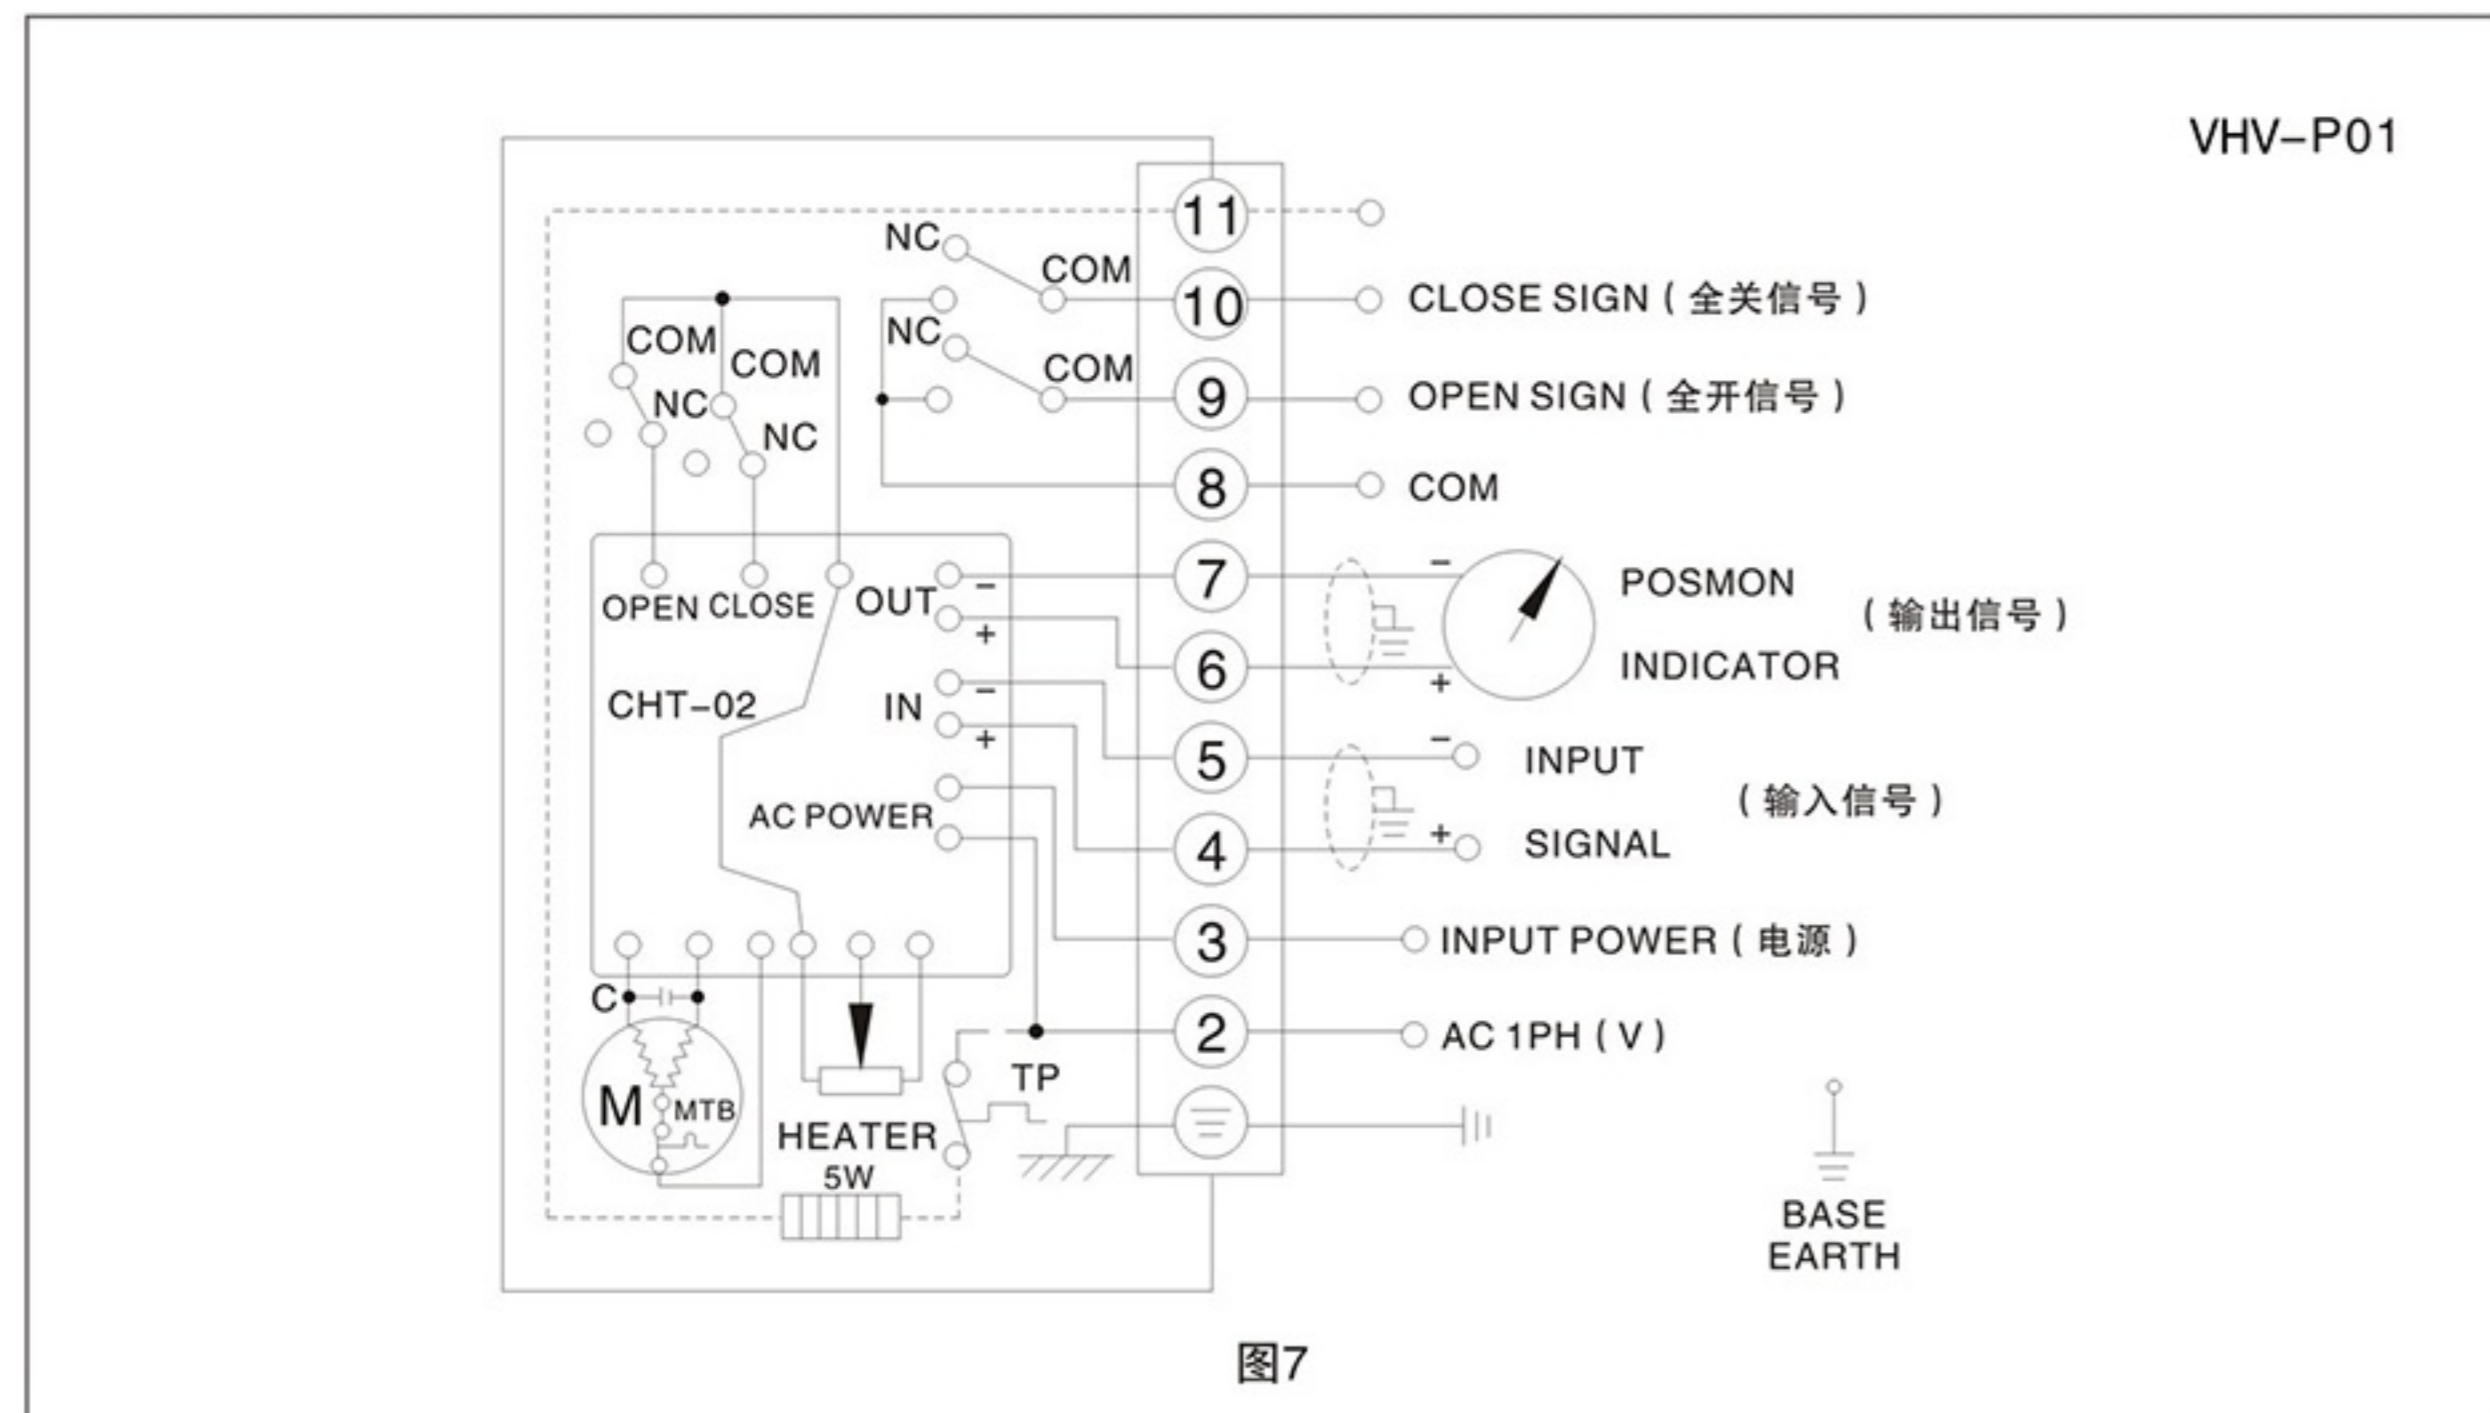 VHV-P01
11
NC
COM
10
CLOSE SIGN ( 全关信号 )
NC
COM
9
OPEN SIGN ( 全开信号 )
COM
COM
NC
NC
8
COM
7
-
POSMON
( 输出信号 )
INDICATOR
6
+
OPEN
CLOSE
OUT
-
+
CHT-02
IN
-
+
5
-
INPUT
( 输入信号 )
4
+
SIGNAL
AC POWER
3
INPUT POWER ( 电源 )
2
AC 1PH ( V )
C
M
MTB
TP
HEATER
5W
BASE
EARTH
图7